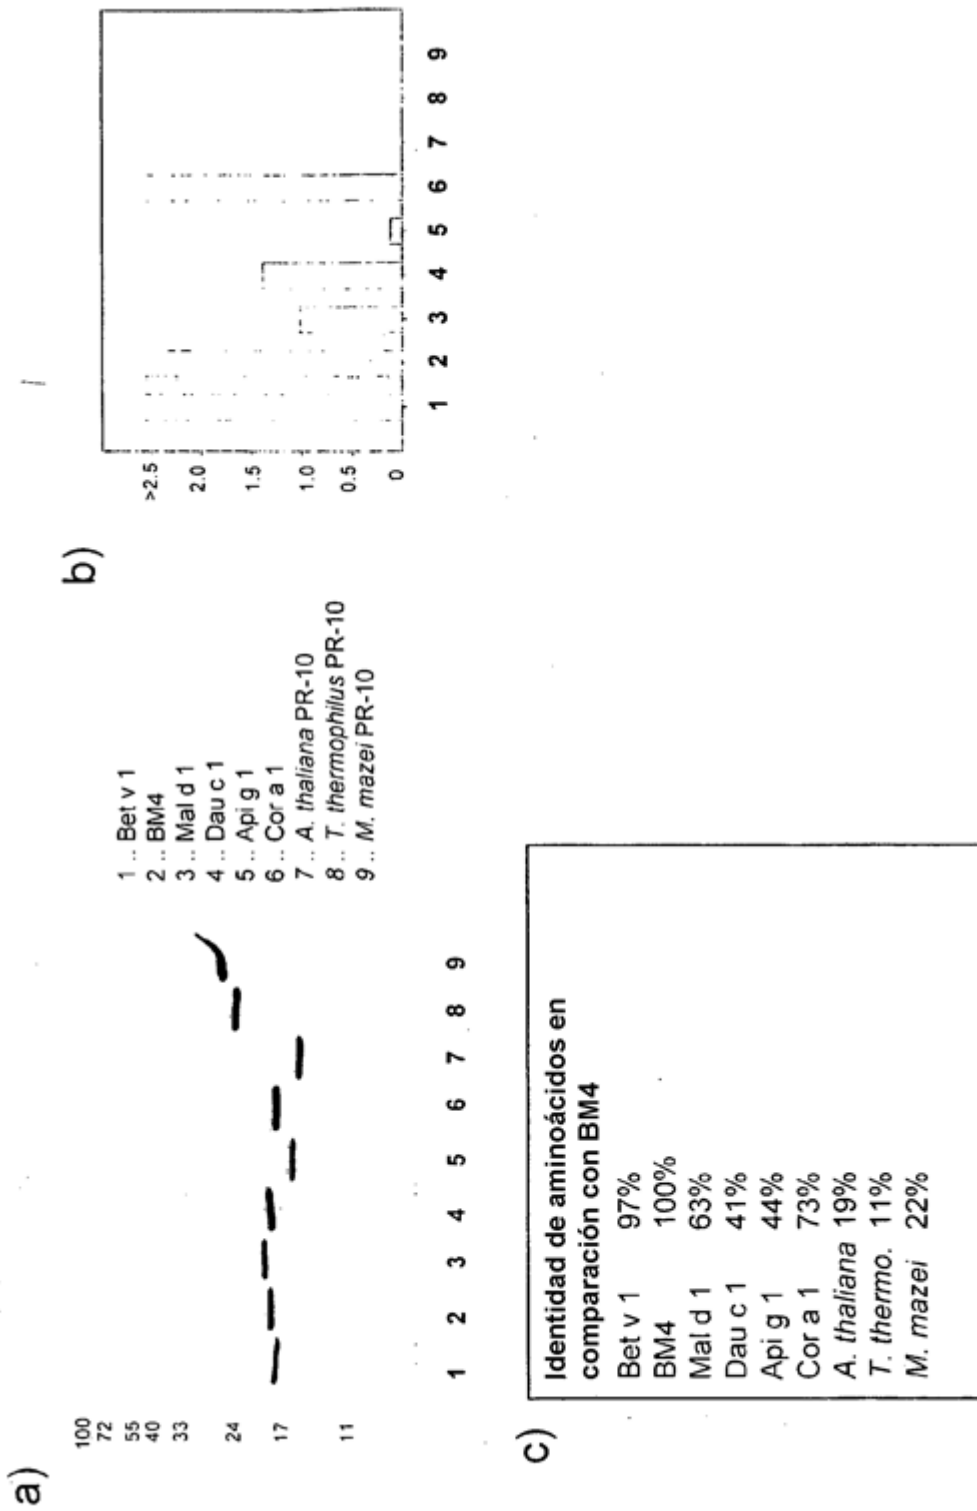 a)
100
72
55
40
33
24
17
11
1 2 3 4 5 6 7 8 9
1 .. Bet v 1
2 .. BM4
3 .. Mal d 1
4 .. Dau c 1
5 .. Api g 1
6 .. Cor a 1
7 .. A. thaliana PR-10
8 .. T. thermophilus PR-10
9 .. M. mazei PR-10
b)
>2.5
2.0
1.5
1.0
0.5
0
1 2 3 4 5 6 7 8 9
c)
Identidad de aminoácidos en
comparación con BM4
Bet v 1 97%
BM4 100%
Mal d 1 63%
Dau c 1 41%
Api g 1 44%
Cor a 1 73%
A. thaliana 19%
T. thermo. 11%
M. mazei 22%